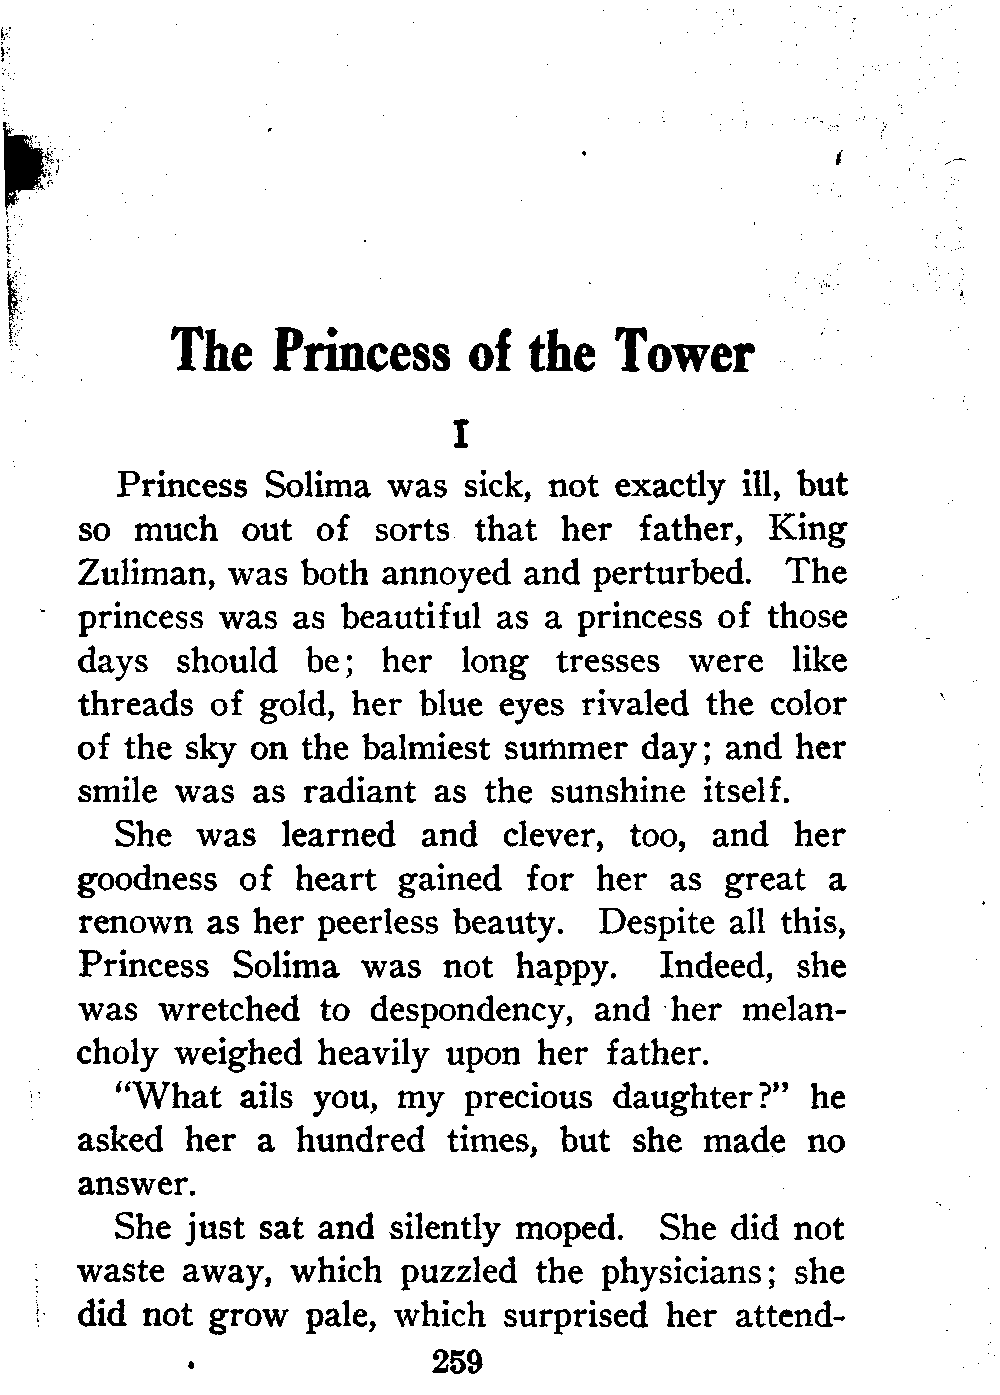 The Princess of the Tower
I
Princess Solima was sick, not exactly ill, but
so much out of sorts that her father, King
Zuliman, was both annoyed and perturbed. The
princess was as beautiful as a princess of those
days should be; her long tresses were like
threads of gold, her blue eyes rivaled the color
of the sky on the balmiest summer day; and her
smile was as radiant as the sunshine itself.
She was learned and clever, too, and her
goodness of heart gained for her as great a
renown as her peerless beauty. Despite all this,
Princess Solima was not happy. Indeed, she
was wretched to despondency, and her melan-
choly weighed heavily upon her father.
“What ails you, my precious daughter?” he
asked her a hundred times, but she made no
answer.
She just sat and silently moped. She did not
waste away, which puzzled the physicians; she
did not grow pale, which surprised her attend-
259